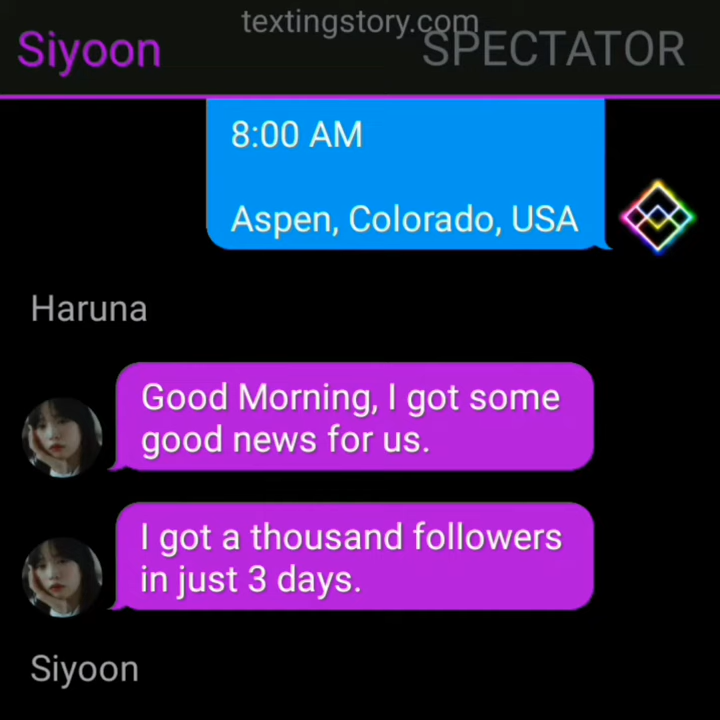 textingstory.com
Siyoon
SPECTATOR
8:00 AM
Aspen, Colorado, USA
Haruna
Good Morning, I got some
good news for us.
I got a thousand followers
in just 3 days.
Siyoon